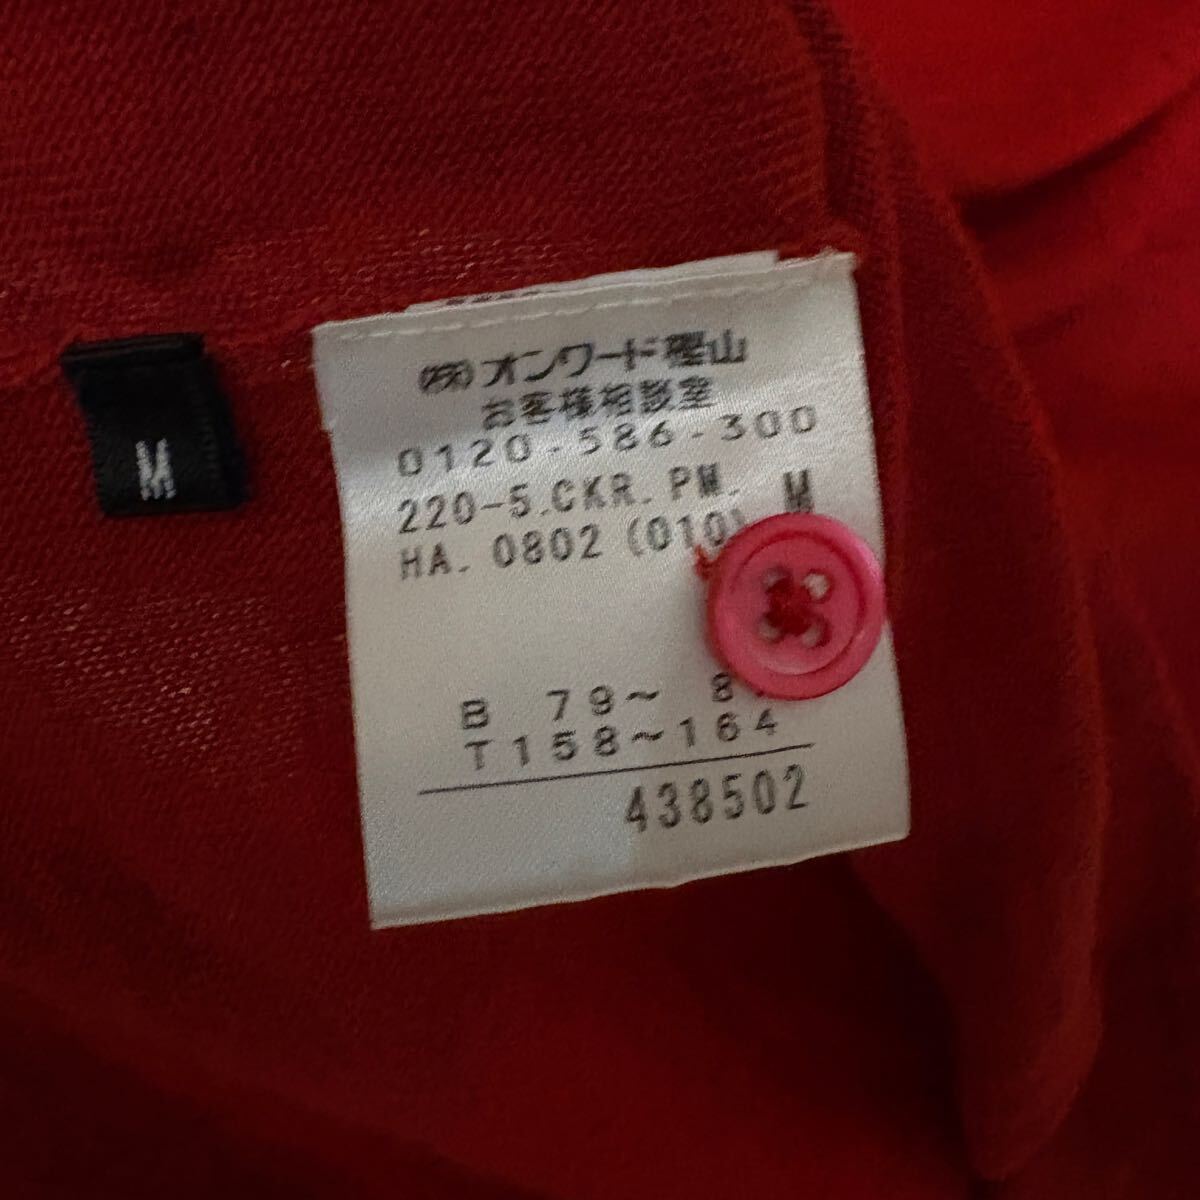 M
(株)オンワード樫山
お客様相談室
0120-586-300
220-5.CKR.PM. M
HA. 0802 (010)
B 79～
T158～164
438502